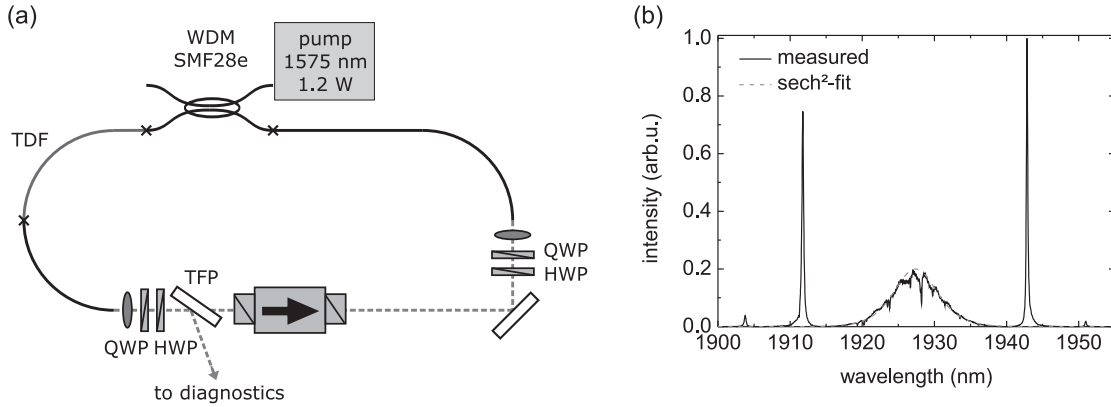 (a)
WDM
SMF28e
pump
1575 nm
1.2 W
TDF
QWP
HWP
TFP
QWP HWP
to diagnostics
(b)
measured
sech²-fit
intensity (arb.u.)
1.0
0.8
0.6
0.4
0.2
0.0
1900 1910 1920 1930 1940 1950
wavelength (nm)